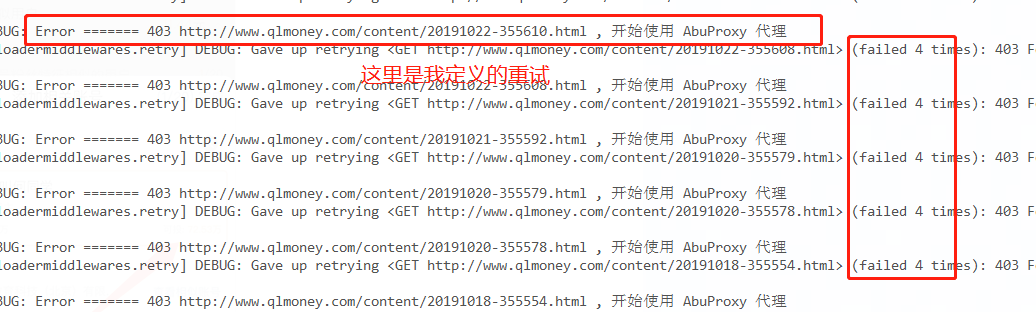 BUG: Error ======= 403 http://www.qlmoney.com/content/20191022-355610.html , 开始使用 AbuProxy 代理
loadermiddlewares.retry] DEBUG: Gave up retrying <GET http://www.qlmoney.com/content/20191022-355608.html> (failed 4 times): 403 F
这里是我定义的重试
BUG: Error ======= 403 http://www.qlmoney.com/content/20191022-355608.html , 开始使用 AbuProxy 代理
loadermiddlewares.retry] DEBUG: Gave up retrying <GET http://www.qlmoney.com/content/20191021-355592.html> (failed 4 times): 403 F
BUG: Error ======= 403 http://www.qlmoney.com/content/20191021-355592.html , 开始使用 AbuProxy 代理
loadermiddlewares.retry] DEBUG: Gave up retrying <GET http://www.qlmoney.com/content/20191020-355579.html> (failed 4 times): 403 F
BUG: Error ======= 403 http://www.qlmoney.com/content/20191020-355579.html , 开始使用 AbuProxy 代理
loadermiddlewares.retry] DEBUG: Gave up retrying <GET http://www.qlmoney.com/content/20191020-355578.html> (failed 4 times): 403 F
BUG: Error ======= 403 http://www.qlmoney.com/content/20191020-355578.html , 开始使用 AbuProxy 代理
loadermiddlewares.retry] DEBUG: Gave up retrying <GET http://www.qlmoney.com/content/20191018-355554.html> (failed 4 times): 403 F
BUG: Error ======= 403 http://www.qlmoney.com/content/20191018-355554.html , 开始使用 AbuProxy 代理